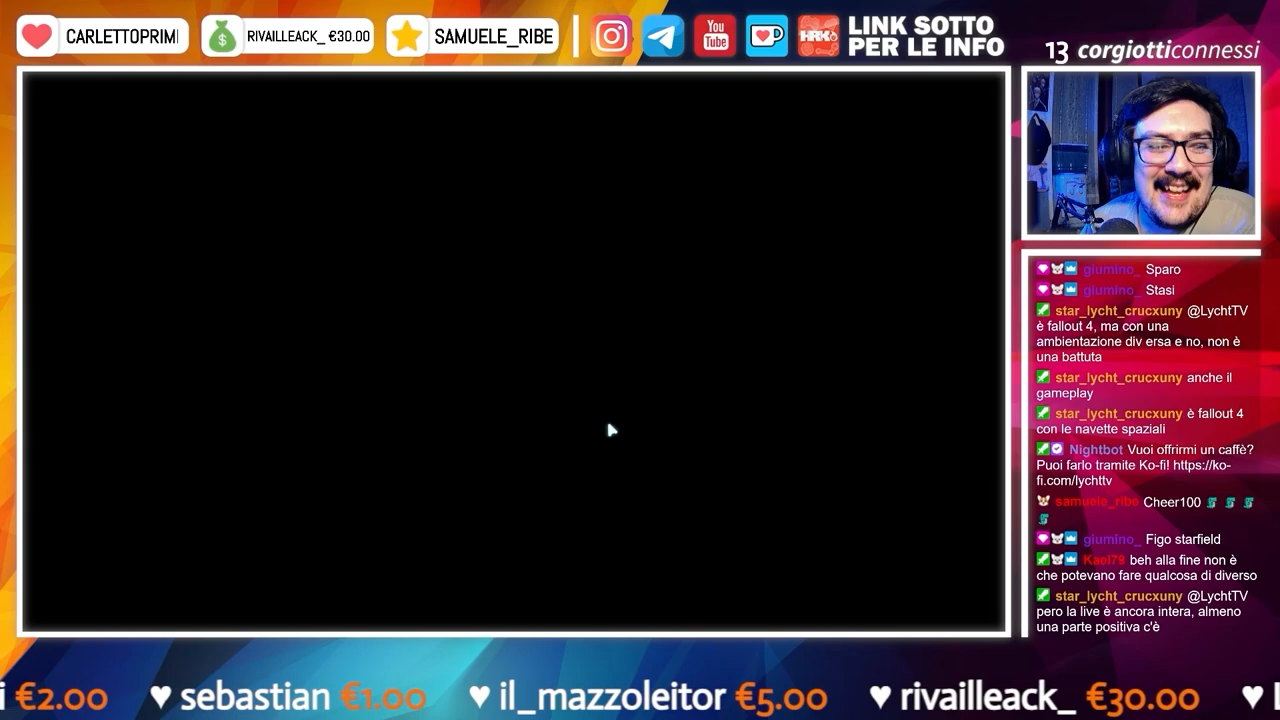 CARLETTOPRIMI
RIVAILLEACK_ €30.00
SAMUELE_RIBE
You
Tube
HRK
LINK SOTTO
PER LE INFO
13 corgiotticonnessi
giumino_ Sparo
giumino_ Stasi
star_lycht_crucxuny @LychtTV
è fallout 4, ma con una
ambientazione div ersa e no, non è
una battuta
star_lycht_crucxuny anche il
gameplay
star_lycht_crucxuny è fallout 4
con le navette spaziali
Nightbot Vuoi offrirmi un caffè?
Puoi farlo tramite Ko-fi! https://ko-
fi.com/lychttv
samuele_ribe Cheer100
giumino_ Figo starfield
Kael79 beh alla fine non è
che potevano fare qualcosa di diverso
star_lycht_crucxuny @LychtTV
pero la live è ancora intera, almeno
una parte positiva c'è
i €2.00 ♥ sebastian €1.00 ♥ il_mazzoleitor €5.00 ♥ rivailleack_ €30.00 ♥